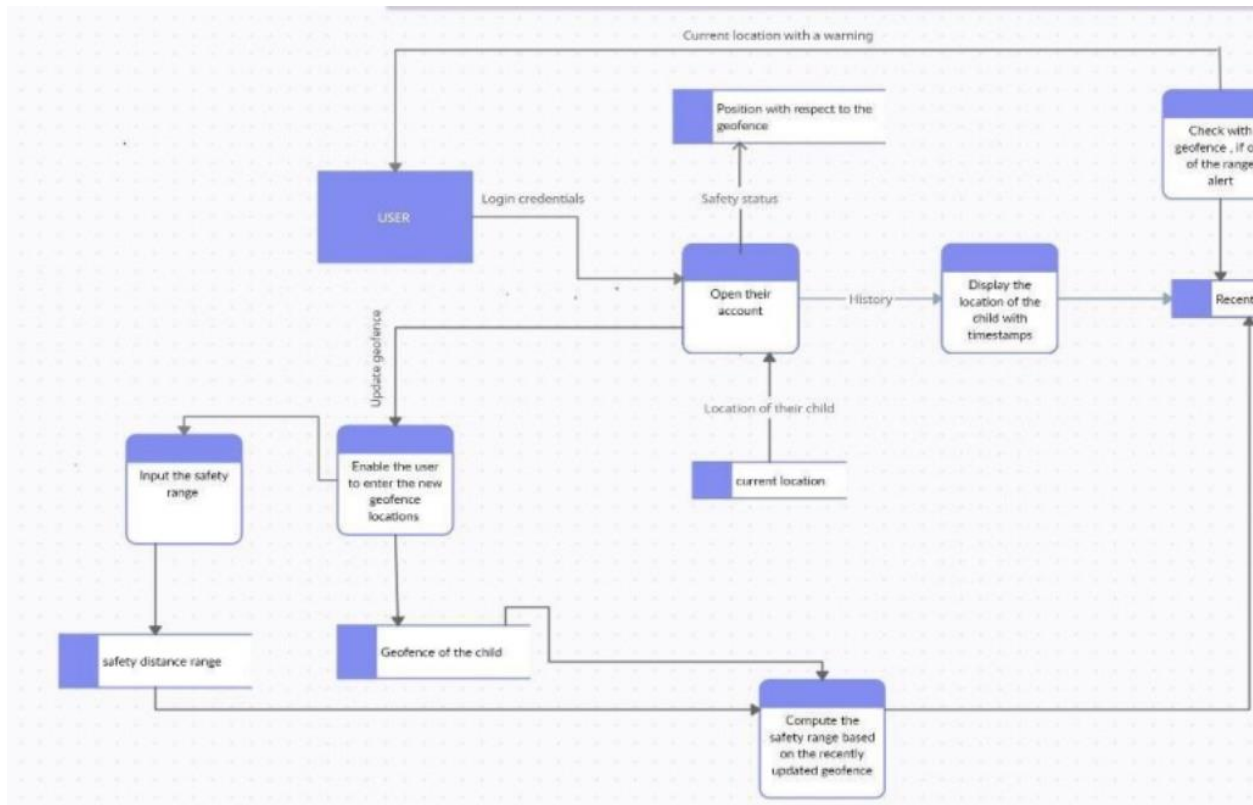 Current location with a warning
Position with respect to the
geofence
Check with
geofence , if o
of the range
alert
USER
Login credentials
Safety status
Open their
account
History
Display the
location of the
child with
timestamps
Recent
Update geofence
Location of their child
Input the safety
range
Enable the user
to enter the new
geofence
locations
current location
safety distance range
Geofence of the child
Compute the
safety range based
on the recently
updated geofence